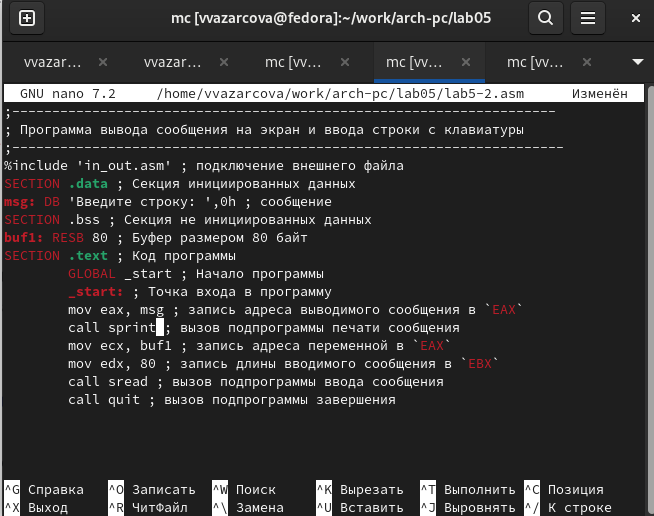 mc [vvazarcova@fedora]:~/work/arch-pc/lab05
vvazar… × vvazar… × mc [vv… × mc [vv… × mc [vv… ×
GNU nano 7.2 /home/vvazarcova/work/arch-pc/lab05/lab5-2.asm Изменён
;--------------------------------------------------------------------
; Программа вывода сообщения на экран и ввода строки с клавиатуры
;---------------------------------------------------------------------
%include 'in_out.asm' ; подключение внешнего файла
SECTION .data ; Секция инициированных данных
msg: DB 'Введите строку: ',0h ; сообщение
SECTION .bss ; Секция не инициированных данных
buf1: RESB 80 ; Буфер размером 80 байт
SECTION .text ; Код программы
GLOBAL _start ; Начало программы
_start: ; Точка входа в программу
mov eax, msg ; запись адреса выводимого сообщения в `EAX`
call sprint ; вызов подпрограммы печати сообщения
mov ecx, buf1 ; запись адреса переменной в `EAX`
mov edx, 80 ; запись длины вводимого сообщения в `EBX`
call sread ; вызов подпрограммы ввода сообщения
call quit ; вызов подпрограммы завершения
^G Справка ^O Записать ^W Поиск ^K Вырезать ^T Выполнить ^C Позиция
^X Выход ^R ЧитФайл ^\ Замена ^U Вставить ^J Выровнять ^/ К строке